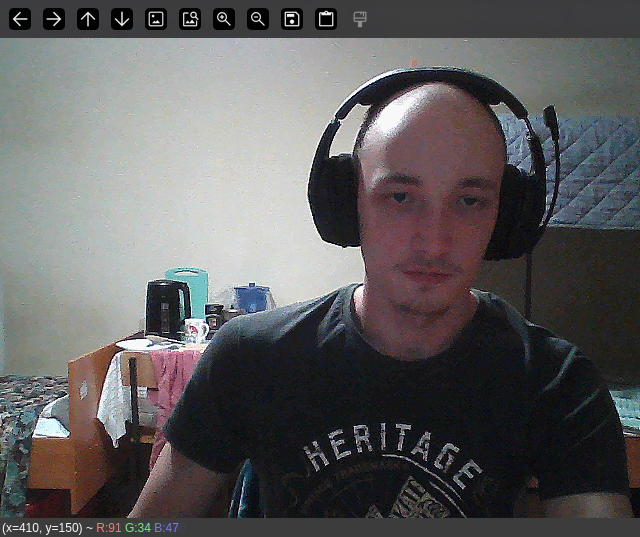 HERITAGE
(x=410, y=150) ~ R:91 G:34 B:47